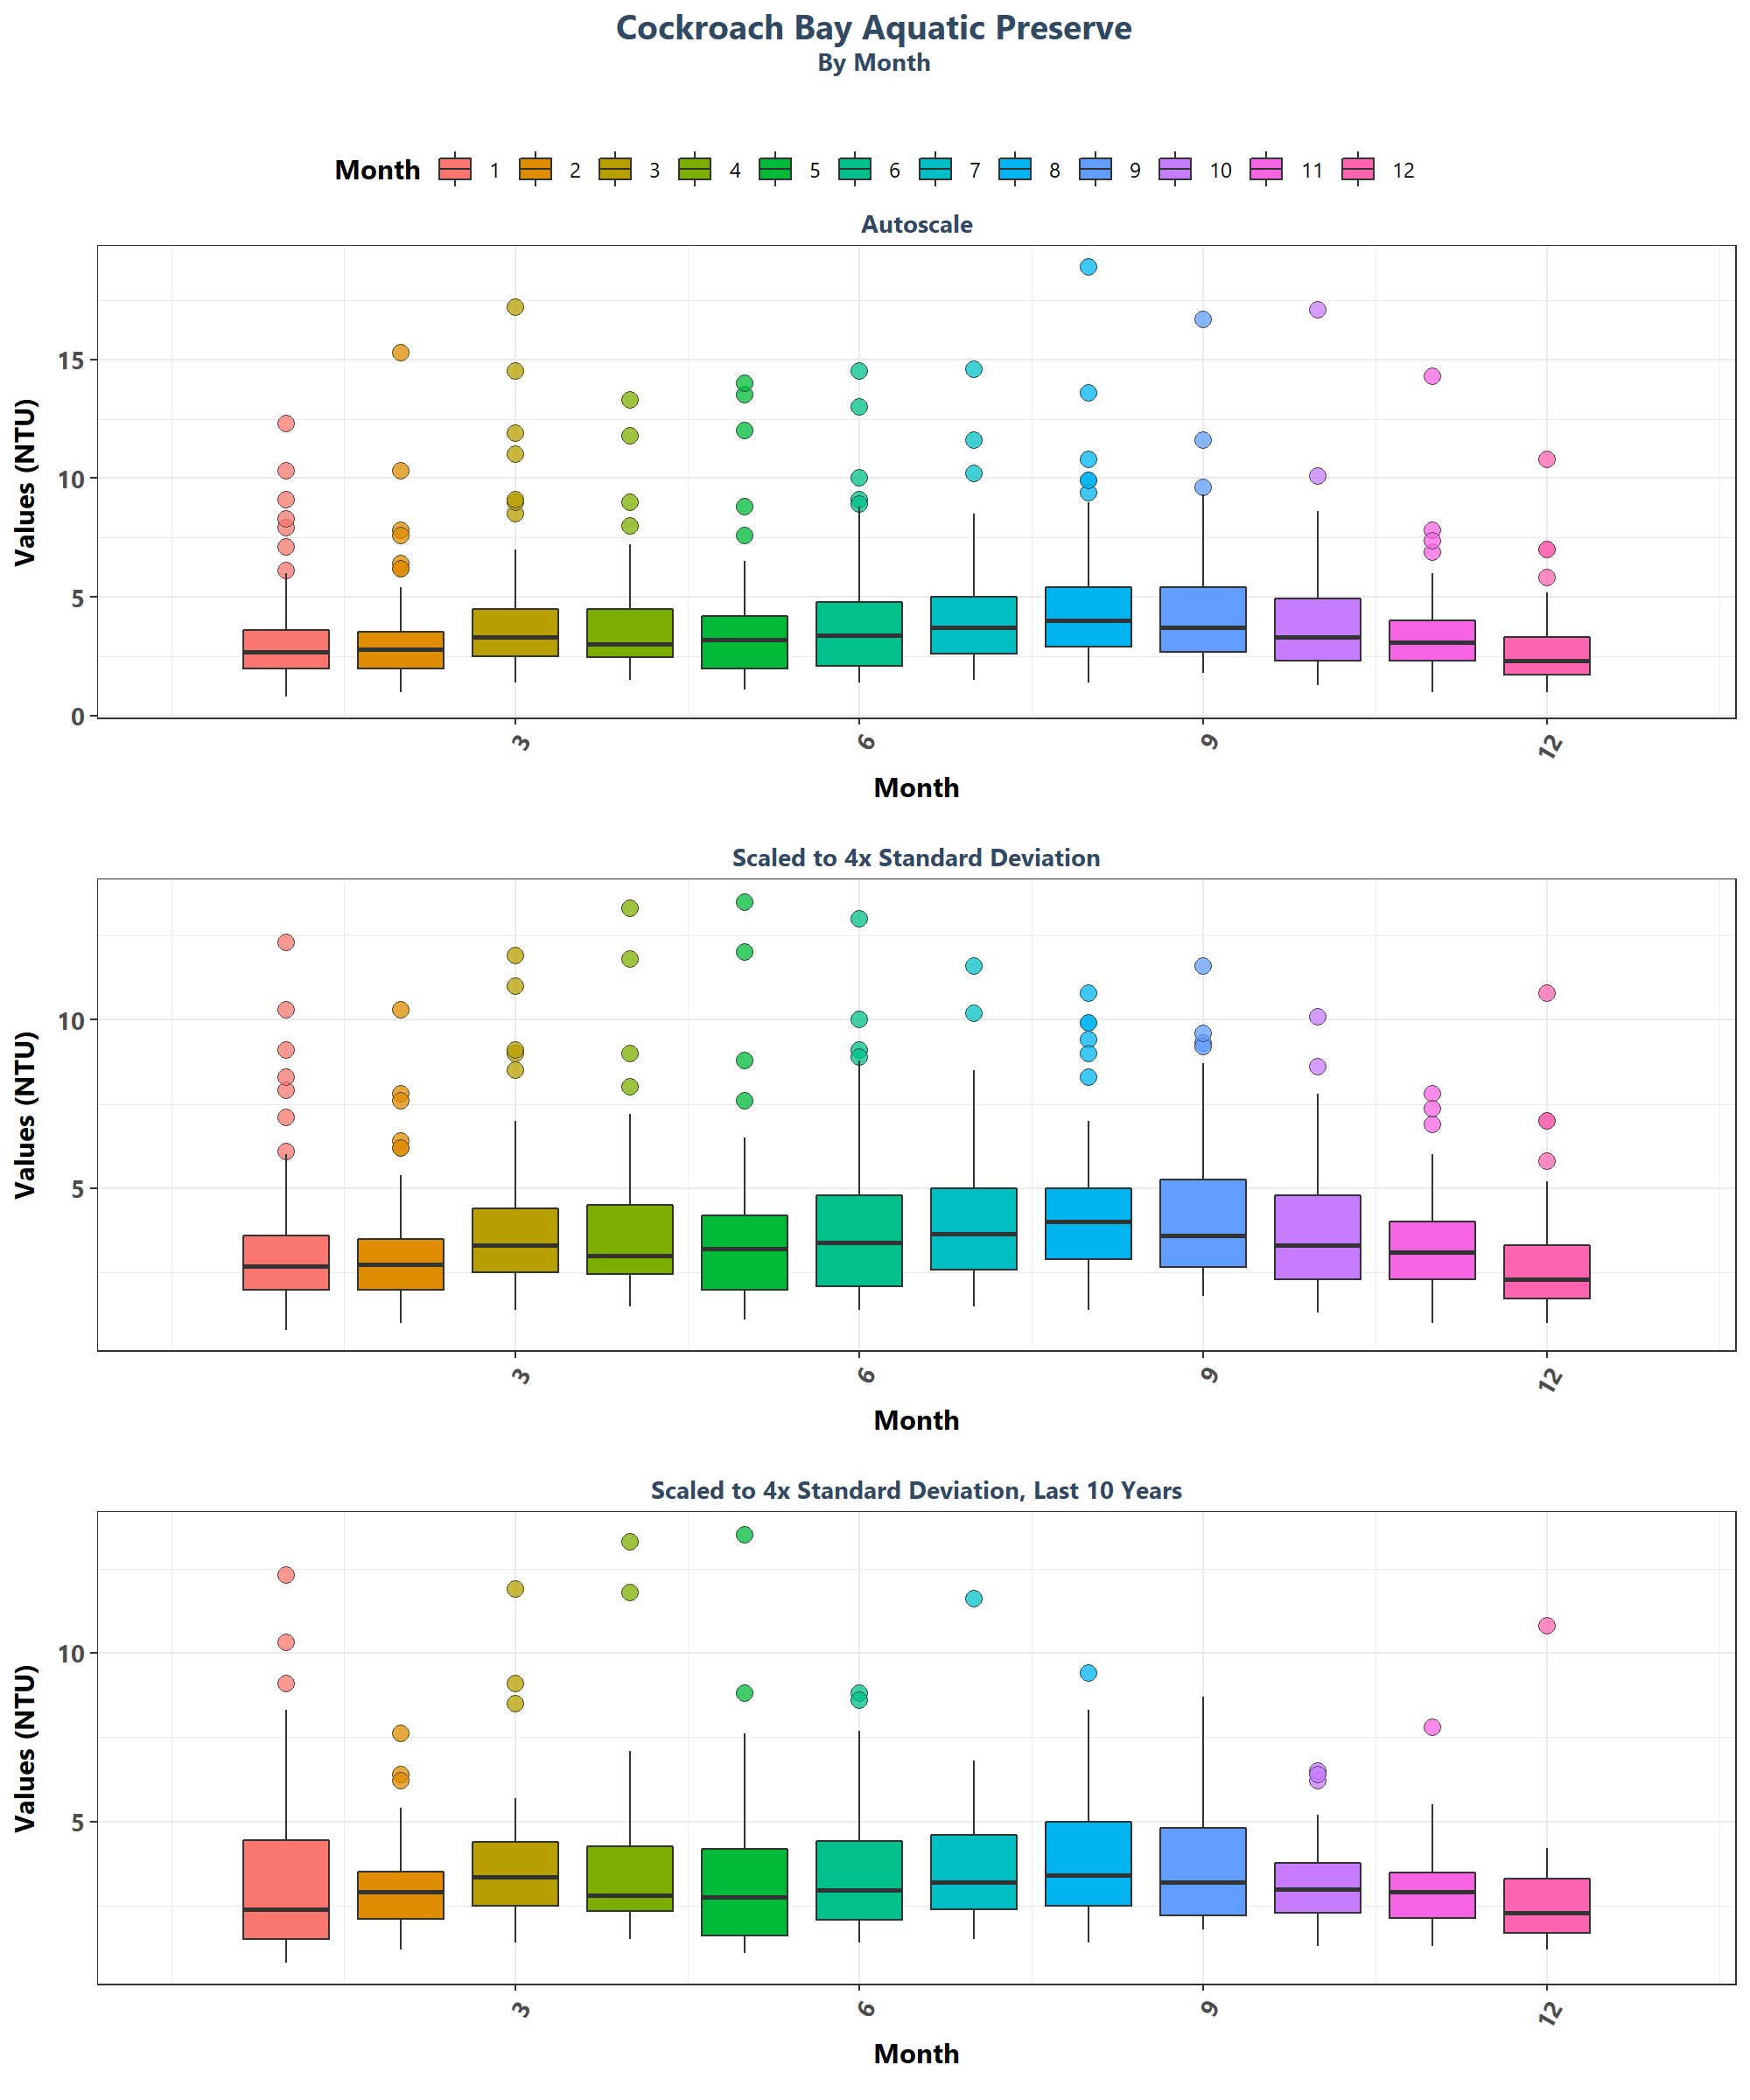 Cockroach Bay Aquatic Preserve
By Month
Month 1 2 3 4 5 6 7 8 9 10 11 12
Autoscale
Values (NTU)
15
10
5
0
3 6 9 12
Month
Scaled to 4x Standard Deviation
Values (NTU)
10
5
3 6 9 12
Month
Scaled to 4x Standard Deviation, Last 10 Years
Values (NTU)
10
5
3 6 9 12
Month